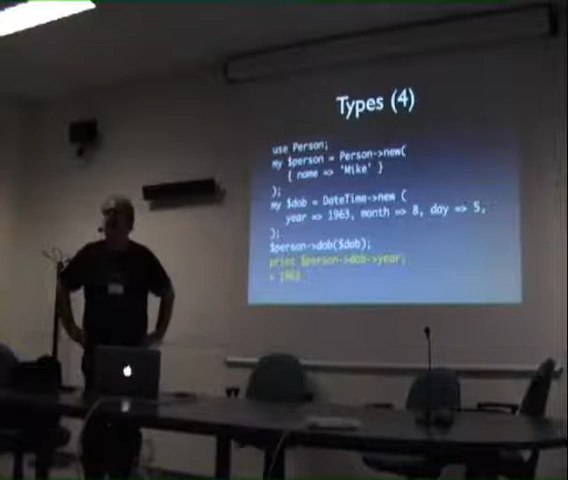 Types (4)
use Person;
my $person = Person->new(
{ name => 'Mike' }
);
my $dob = DateTime->new (
year => 1963, month => 8, day => 5,
);
$person->dob($dob);
print $person->dob->year;
# 1963